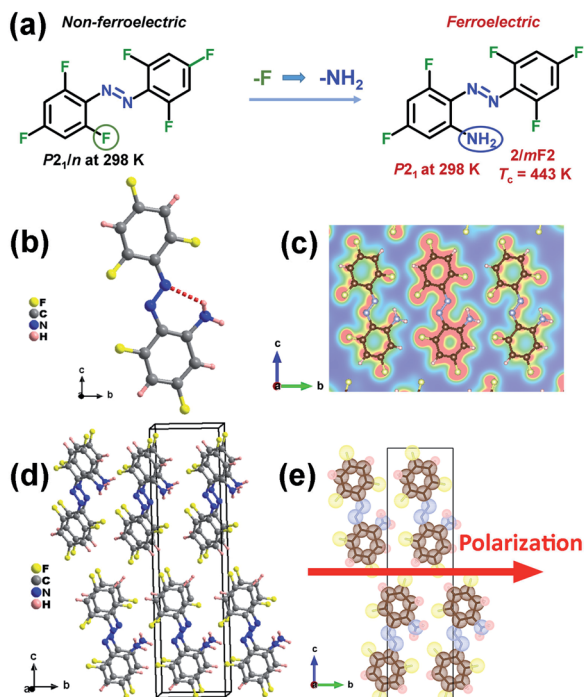 (a)
Non-ferroelectric
Ferroelectric
F
F
F
N
N
F
F
F
P2₁/n at 298 K
-F → -NH₂
F
F
F
N
N
F
F
NH₂
P2₁ at 298 K
2/mF2
Tc = 443 K
(b)
F
C
N
H
c
a
b
(c)
c
a
b
(d)
F
C
N
H
c
a
b
(e)
Polarization
c
a
b